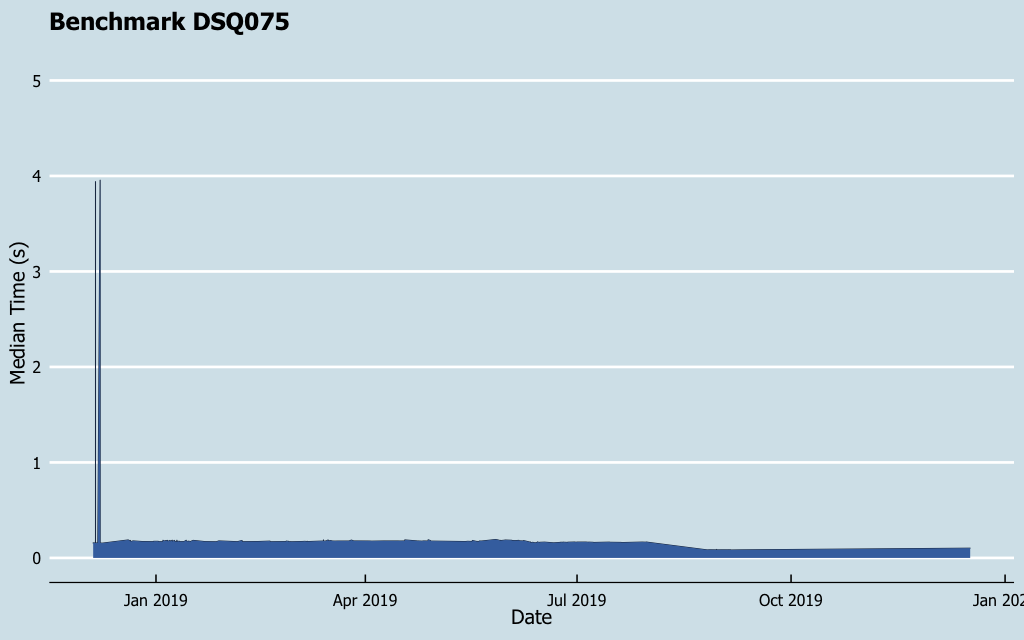 Benchmark DSQ075
Median Time (s)
5
4
3
2
1
0
Jan 2019
Apr 2019
Jul 2019
Oct 2019
Jan 202
Date